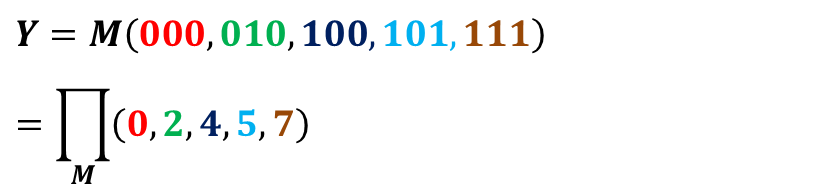 Y = M(000, 010, 100, 101, 111)
= ∏(0, 2, 4, 5, 7)
M